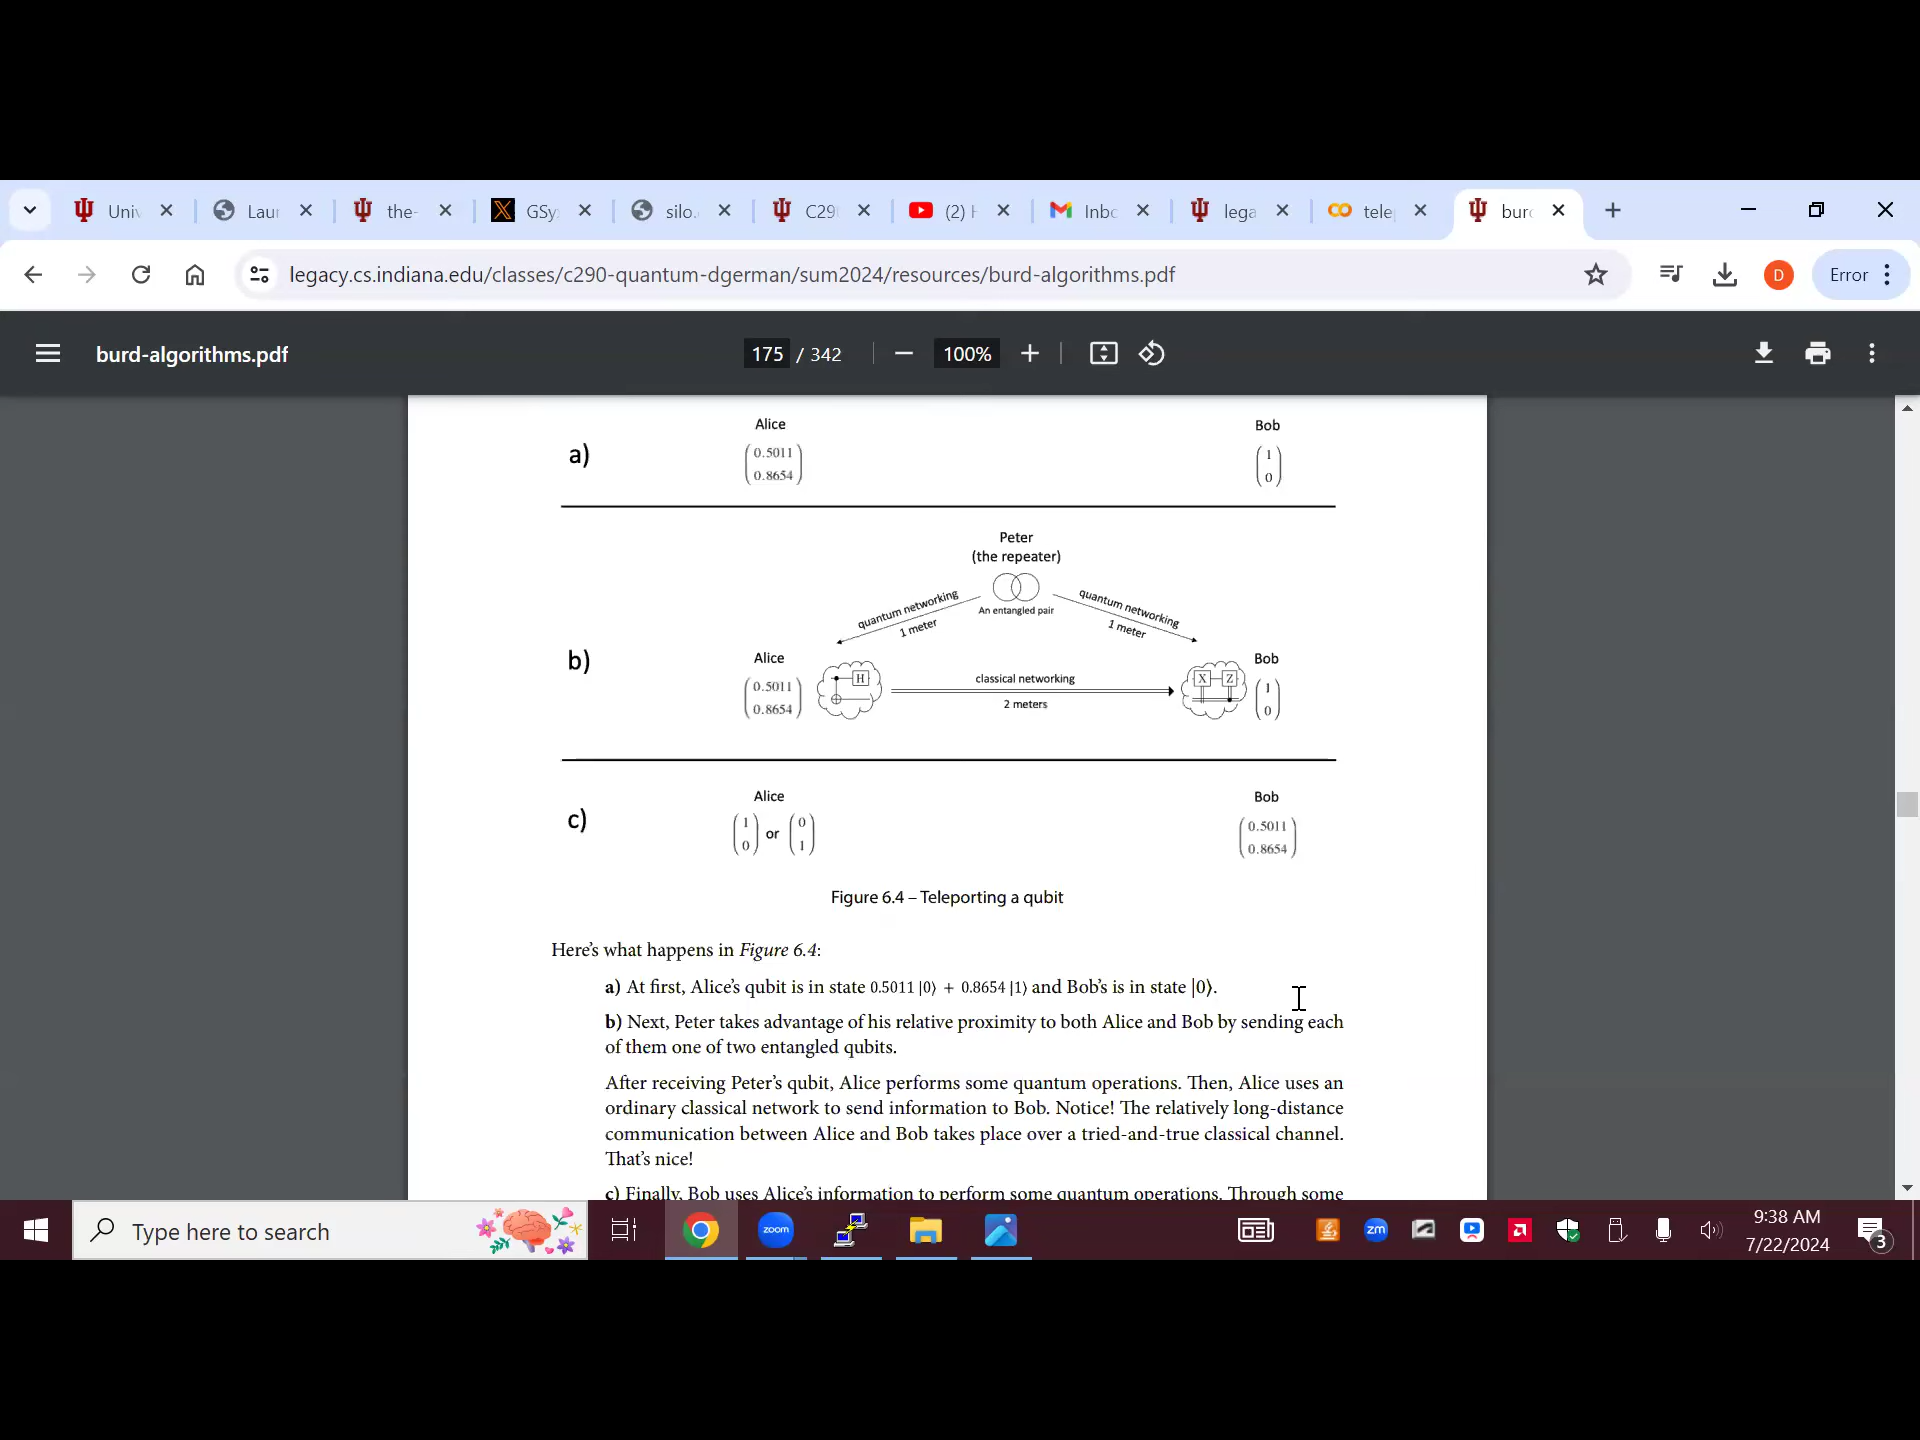 Univ
Laun
the-
GSy
silo.
C29
(2) H
Inbo
lega
tele
burd
legacy.cs.indiana.edu/classes/c290-quantum-dgerman/sum2024/resources/burd-algorithms.pdf
D
Error
burd-algorithms.pdf
175 / 342
100%
a)
Alice
0.5011
0.8654
Bob
1
0
Peter
(the repeater)
An entangled pair
quantum networking
1 meter
quantum networking
1 meter
b)
Alice
0.5011
0.8654
H
classical networking
2 meters
X Z
Bob
1
0
c)
Alice
1
0
or
0
1
Bob
0.5011
0.8654
Figure 6.4 – Teleporting a qubit
Here's what happens in Figure 6.4:
a) At first, Alice's qubit is in state 0.5011 |0⟩ + 0.8654 |1⟩ and Bob's is in state |0⟩.
b) Next, Peter takes advantage of his relative proximity to both Alice and Bob by sending each
of them one of two entangled qubits.
After receiving Peter's qubit, Alice performs some quantum operations. Then, Alice uses an
ordinary classical network to send information to Bob. Notice! The relatively long-distance
communication between Alice and Bob takes place over a tried-and-true classical channel.
That's nice!
c) Finally, Bob uses Alice's information to perform some quantum operations. Through some
Type here to search
zoom
zm
9:38 AM
7/22/2024
3